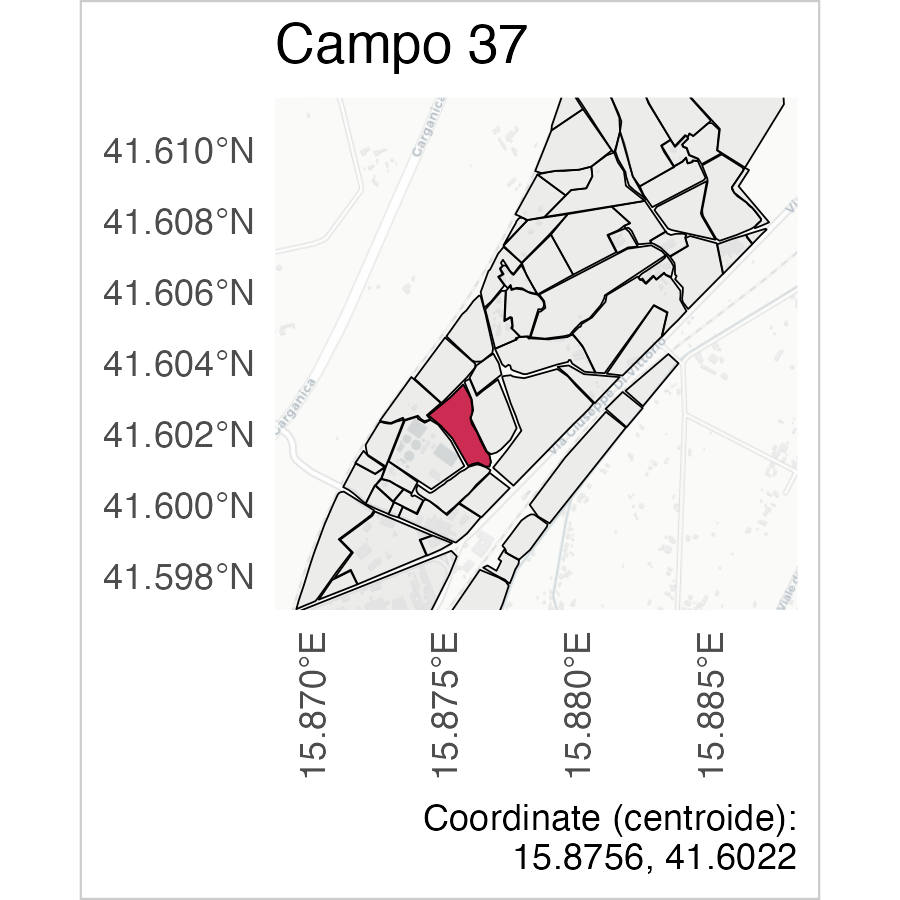 Campo 37
Garganica
41.610°N
41.608°N
41.606°N
41.604°N
41.602°N
41.600°N
41.598°N
Garganica
Via Giuseppe Di Vittorio
15.870°E
15.875°E
15.880°E
15.885°E
Coordinate (centroide):
15.8756, 41.6022